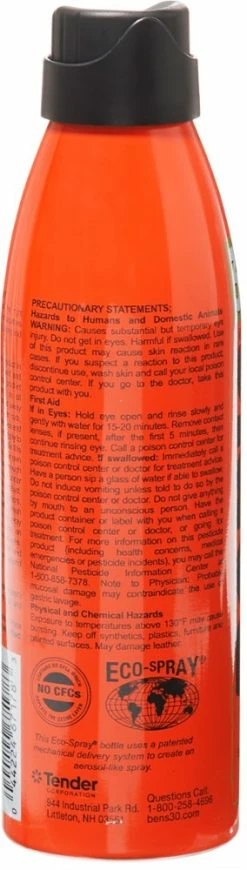 PRECAUTIONARY STATEMENTS:
Hazards to Humans and Domestic Animals
WARNING: Causes substantial but temporary eye
injury. Do not get in eyes. Harmful if swallowed. Use
of this product may cause skin reaction in rare
cases. If you suspect a reaction to this product,
discontinue use, wash skin and call your local poison
control center. If you go to the doctor, take this
product with you.
First Aid
If in Eyes: Hold eye open and rinse slowly and
gently with water for 15-20 minutes. Remove contact
lenses, if present, after the first 5 minutes, then
continue rinsing eye. Call a poison control center for
treatment advice. If swallowed: Immediately call a
poison control center or doctor for treatment advice.
Have a person sip a glass of water if able to swallow.
Do not induce vomiting unless told to do so by the
poison control center or doctor. Do not give anything
by mouth to an unconscious person. Have the
product container or label with you when calling a
poison control center or doctor, or going for
treatment. For more information on this pesticide
product (including health concerns, medical
emergencies or pesticide incidents), you may call the
National Pesticide Information Center
1-800-858-7378. Note to Physician: Probable
mucosal damage may contraindicate the use of
gastric lavage.
Physical and Chemical Hazards
Exposure to temperatures above 130°F may cause
bursting. Keep off synthetics, plastics, furniture and
painted surfaces. May damage leather.
NO CFCs
ECO-SPRAY®
This Eco-Spray® bottle uses a patented
mechanical delivery system to create an
aerosol-like spray.
Tender
CORPORATION
944 Industrial Park Rd.
Littleton, NH 03561
Questions Call
1-800-258-4696
bens30.com